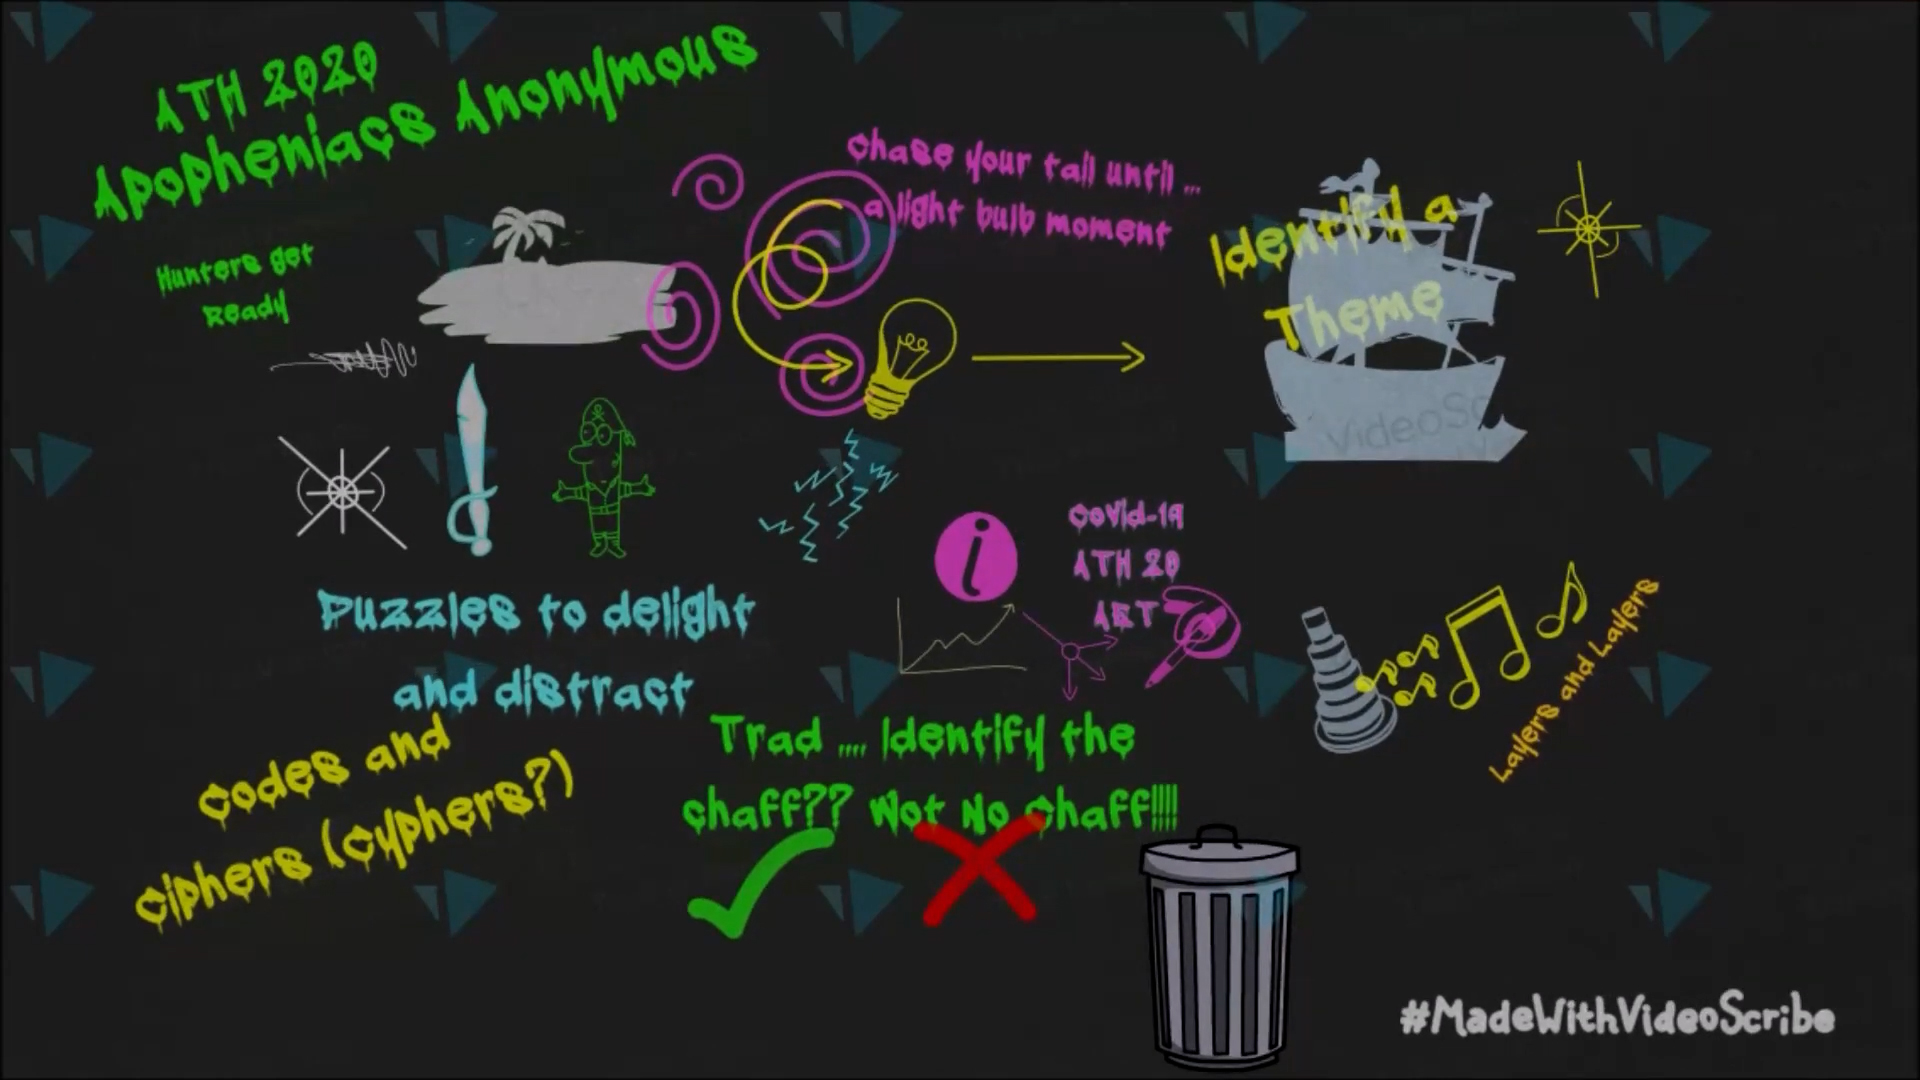 ATH 2020
Apopheniacs Anonymous
Hunters get
Ready
chase your tail until ...
a light bulb moment
Identify a
Theme
VideoSc
Covid-19
ATH 20
ART
Puzzles to delight
and distract
Layers and Layers
codes and
ciphers (cyphers?)
Trad .... Identify the
chaff?? Wot No Chaff!!!!
#MadeWithVideoScribe